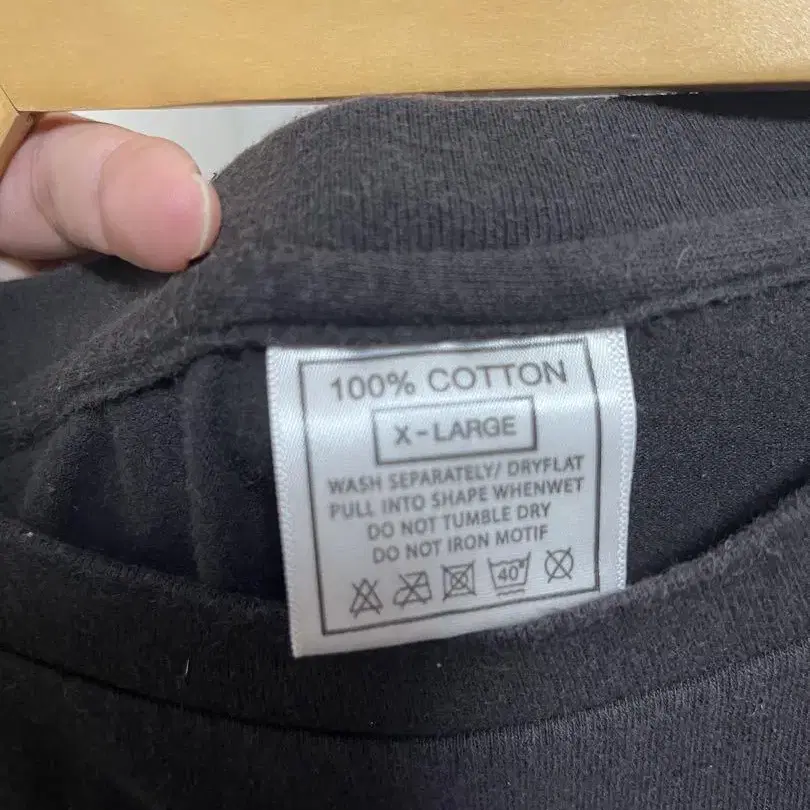 100% COTTON
X-LARGE
WASH SEPARATELY/ DRYFLAT
PULL INTO SHAPE WHENWET
DO NOT TUMBLE DRY
DO NOT IRON MOTIF
40°